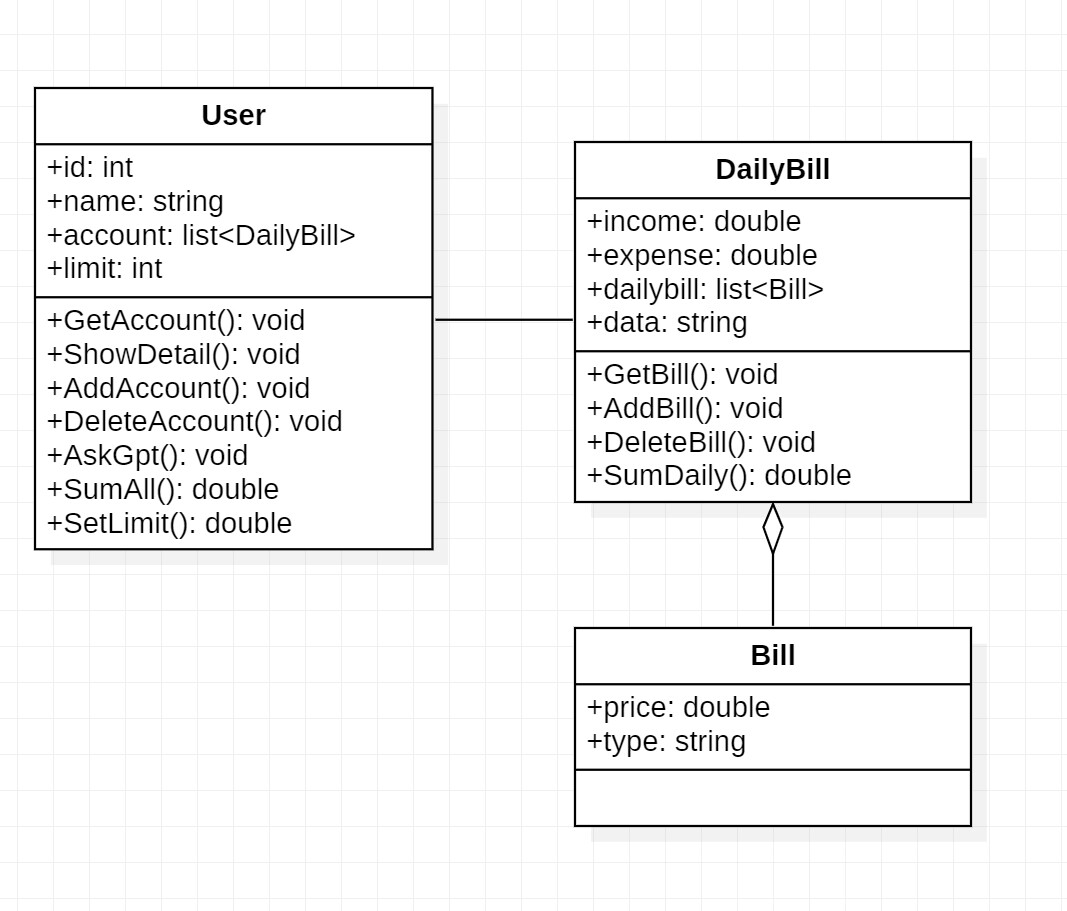 User
+id: int
+name: string
+account: list<DailyBill>
+limit: int
+GetAccount(): void
+ShowDetail(): void
+AddAccount(): void
+DeleteAccount(): void
+AskGpt(): void
+SumAll(): double
+SetLimit(): double
DailyBill
+income: double
+expense: double
+dailybill: list<Bill>
+data: string
+GetBill(): void
+AddBill(): void
+DeleteBill(): void
+SumDaily(): double
Bill
+price: double
+type: string